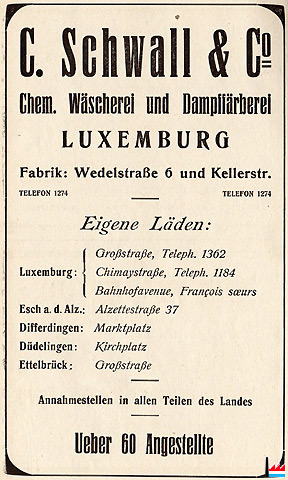 C. Schwall & Co
Chem. Wäscherei und Dampffärberei
LUXEMBURG
Fabrik: Wedelstraße 6 und Kellerstr.
TELEFON 1274 TELEFON 1274
Eigene Läden:
Luxemburg: Großstraße, Teleph. 1362
Chimaystraße, Teleph. 1184
Bahnhofavenue, François sœurs
Esch a. d. Alz.: Alzettestraße 37
Differdingen: Marktplatz
Düdelingen: Kirchplatz
Ettelbrück: Großstraße
Annahmestellen in allen Teilen des Landes
Ueber 60 Angestellte